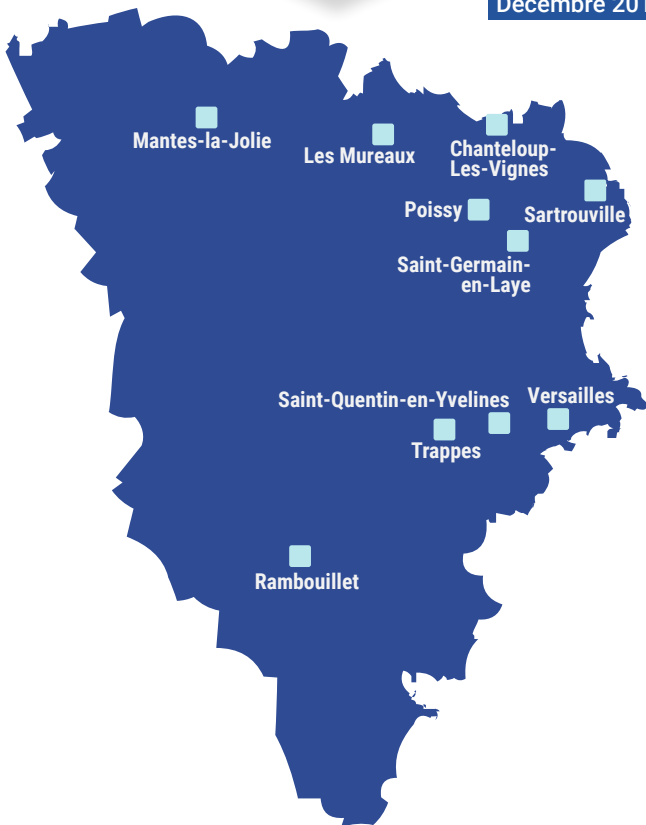 Décembre 201
Mantes-la-Jolie
Les Mureaux
Chanteloup-
Les-Vignes
Poissy
Sartrouville
Saint-Germain-
en-Laye
Saint-Quentin-en-Yvelines
Versailles
Trappes
Rambouillet